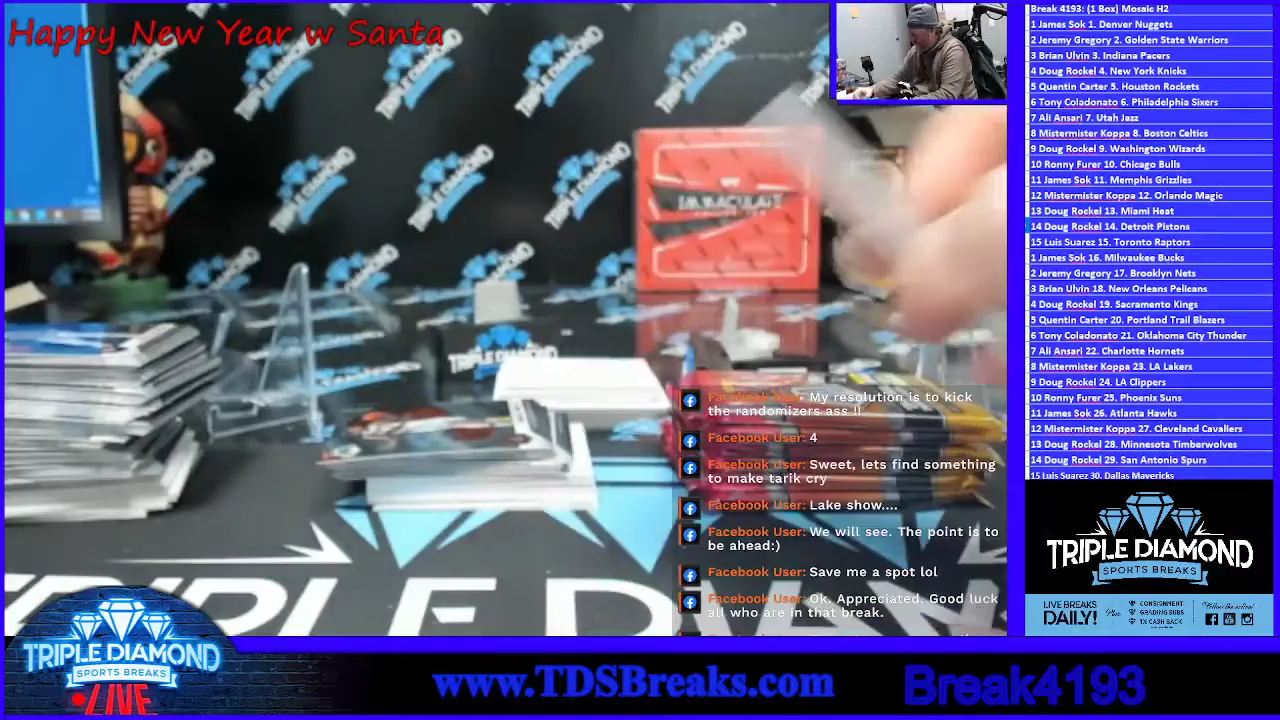 Happy New Year w Santa
IMMACULATE
TRIPLE DIAMOND
Facebook User: My resolution is to kick
the randomizers ass !!
Facebook User: 4
Facebook User: Sweet, lets find something
to make tarik cry
Facebook User: Lake show....
Facebook User: We will see. The point is to
be ahead:)
Facebook User: Save me a spot lol
Facebook User: Ok. Appreciated. Good luck
all who are in that break.
TRIPLE DIAMOND
SPORTS BREAKS
LIVE
www.TDSBreaks.com
Break4193
Break 4193: (1 Box) Mosaic H2
1 James Sok 1. Denver Nuggets
2 Jeremy Gregory 2. Golden State Warriors
3 Brian Ulvin 3. Indiana Pacers
4 Doug Rockel 4. New York Knicks
5 Quentin Carter 5. Houston Rockets
6 Tony Coladonato 6. Philadelphia Sixers
7 Ali Ansari 7. Utah Jazz
8 Mistermister Koppa 8. Boston Celtics
9 Doug Rockel 9. Washington Wizards
10 Ronny Furer 10. Chicago Bulls
11 James Sok 11. Memphis Grizzlies
12 Mistermister Koppa 12. Orlando Magic
13 Doug Rockel 13. Miami Heat
14 Doug Rockel 14. Detroit Pistons
15 Luis Suarez 15. Toronto Raptors
1 James Sok 16. Milwaukee Bucks
2 Jeremy Gregory 17. Brooklyn Nets
3 Brian Ulvin 18. New Orleans Pelicans
4 Doug Rockel 19. Sacramento Kings
5 Quentin Carter 20. Portland Trail Blazers
6 Tony Coladonato 21. Oklahoma City Thunder
7 Ali Ansari 22. Charlotte Hornets
8 Mistermister Koppa 23. LA Lakers
9 Doug Rockel 24. LA Clippers
10 Ronny Furer 25. Phoenix Suns
11 James Sok 26. Atlanta Hawks
12 Mistermister Koppa 27. Cleveland Cavaliers
13 Doug Rockel 28. Minnesota Timberwolves
14 Doug Rockel 29. San Antonio Spurs
15 Luis Suarez 30. Dallas Mavericks
TRIPLE DIAMOND
SPORTS BREAKS
LIVE BREAKS
DAILY!
Plus
CONSIGNMENT
GRADING SUBS
1% CASH BACK